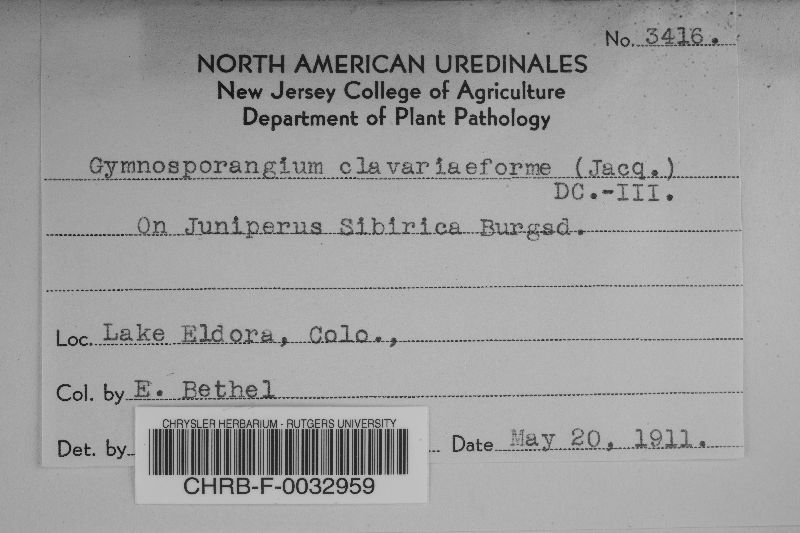 No. 3416.
NORTH AMERICAN UREDINALES
New Jersey College of Agriculture
Department of Plant Pathology
Gymnosporangium clavariaeforme (Jacq.)
DC.-III.
On Juniperus Sibirica Burgsd.
Loc. Lake Eldora, Colo.,
Col. by E. Bethel
Det. by
Date May 20, 1911.
CHRYSLER HERBARIUM - RUTGERS UNIVERSITY
CHRB-F-0032959